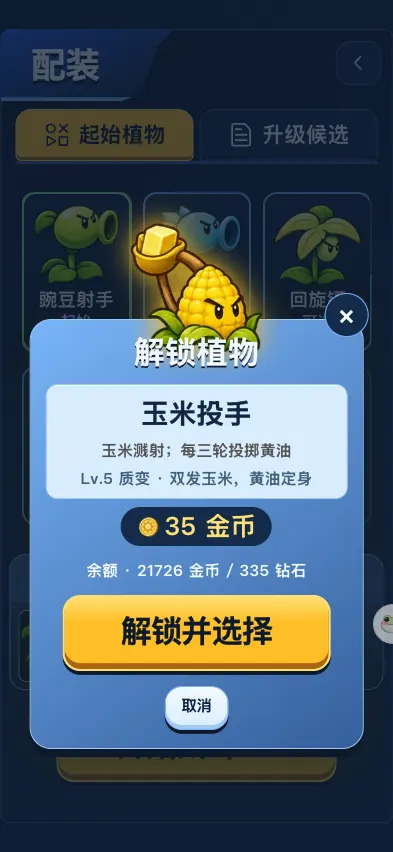 配装
起始植物
升级候选
豌豆射手
解锁植物
玉米投手
玉米溅射；每三轮投掷黄油
Lv.5 质变 · 双发玉米，黄油定身
35 金币
余额 · 21726 金币 / 335 钻石
解锁并选择
取消